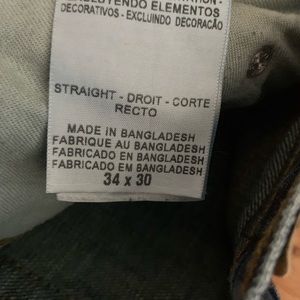 ELEMENTOS
DECORATIVOS - EXCLUINDO DECORAÇÃO
STRAIGHT - DROIT - CORTE
RECTO
MADE IN BANGLADESH
FABRIQUE AU BANGLADESH
FABRICADO EN BANGLADESH
FABRICADO EM BANGLADESH
34 x 30